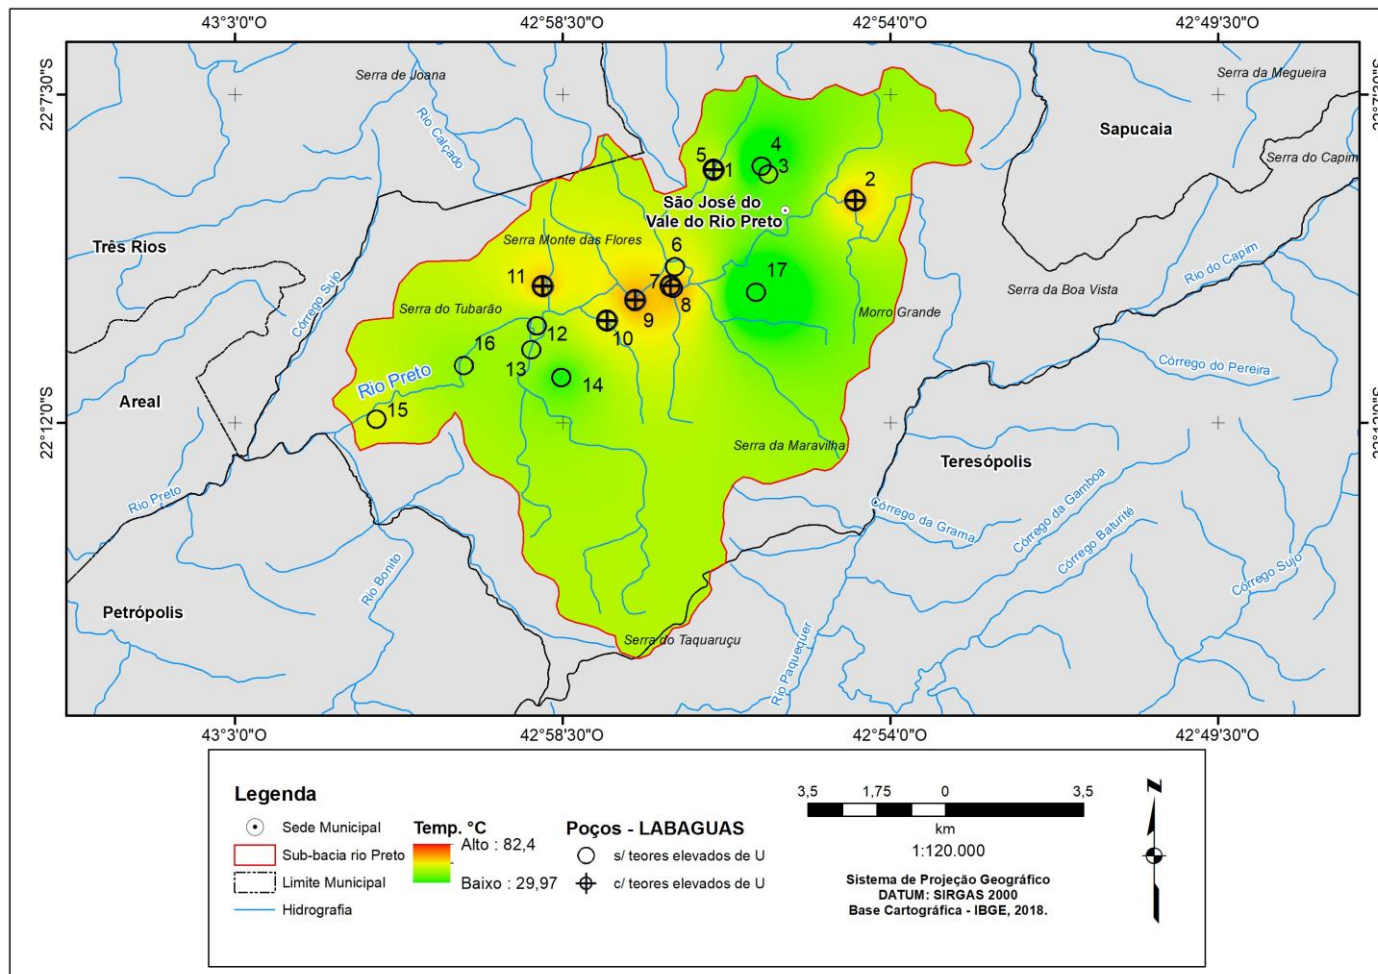 43°3'0"O
42°58'30"O
42°54'0"O
42°49'30"O
22°7'30"S
22°7'30"S
Serra de Joana
Serra da Megueira
Rio Calçado
Sapucaia
Serra do Capim
4
5
1
3
2
São José do
Vale do Rio Preto
Três Rios
Serra Monte das Flores
6
Rio do Capim
Córrego Sujo
11
7
17
Serra da Boa Vista
8
Serra do Tubarão
9
Morro Grande
10
12
16
13
14
Córrego do Pereira
Rio Preto
Areal
15
22°12'0"S
22°12'0"S
Serra da Maravilha
Teresópolis
Rio Preto
Córrego da Grama
Córrego da Gamboa
Córrego Baturité
Rio Bonito
Córrego Sujo
Petrópolis
Serra do Taquaruçu
Rio Paquequer
43°3'0"O
42°58'30"O
42°54'0"O
42°49'30"O
Legenda
Sede Municipal
Sub-bacia rio Preto
Limite Municipal
Hidrografia
Temp. °C
Alto : 82,4
Baixo : 29,97
Poços - LABAGUAS
s/ teores elevados de U
c/ teores elevados de U
3,5 1,75 0 3,5
km
1:120.000
Sistema de Projeção Geográfico
DATUM: SIRGAS 2000
Base Cartográfica - IBGE, 2018.
N